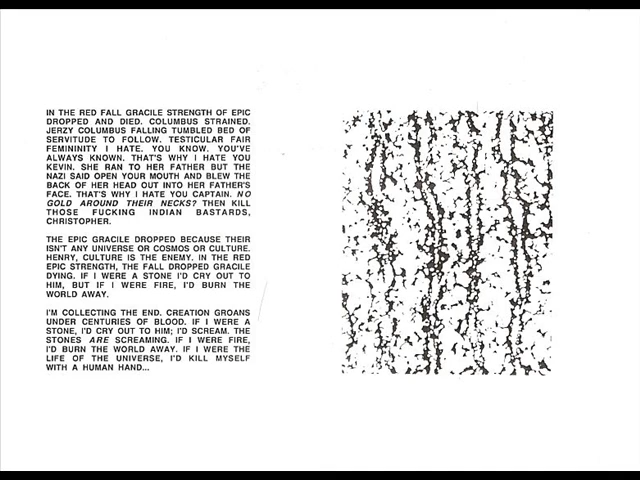 IN THE RED FALL GRACILE STRENGTH OF EPIC
DROPPED AND DIED. COLUMBUS STRAINED.
JERZY COLUMBUS FALLING TUMBLED BED OF
SERVITUDE TO FOLLOW. TESTICULAR FAIR
FEMININITY I HATE. YOU KNOW. YOU'VE
ALWAYS KNOWN. THAT'S WHY I HATE YOU
KEVIN. SHE RAN TO HER FATHER BUT THE
NAZI SAID OPEN YOUR MOUTH AND BLEW THE
BACK OF HER HEAD OUT INTO HER FATHER'S
FACE. THAT'S WHY I HATE YOU CAPTAIN. NO
GOLD AROUND THEIR NECKS? THEN KILL
THOSE FUCKING INDIAN BASTARDS,
CHRISTOPHER.
THE EPIC GRACILE DROPPED BECAUSE THEIR
ISN'T ANY UNIVERSE OR COSMOS OR CULTURE.
HENRY, CULTURE IS THE ENEMY. IN THE RED
EPIC STRENGTH, THE FALL DROPPED GRACILE
DYING. IF I WERE A STONE I'D CRY OUT TO
HIM, BUT IF I WERE FIRE, I'D BURN THE
WORLD AWAY.
I'M COLLECTING THE END. CREATION GROANS
UNDER CENTURIES OF BLOOD. IF I WERE A
STONE, I'D CRY OUT TO HIM; I'D SCREAM. THE
STONES ARE SCREAMING. IF I WERE FIRE,
I'D BURN THE WORLD AWAY. IF I WERE THE
LIFE OF THE UNIVERSE, I'D KILL MYSELF
WITH A HUMAN HAND...